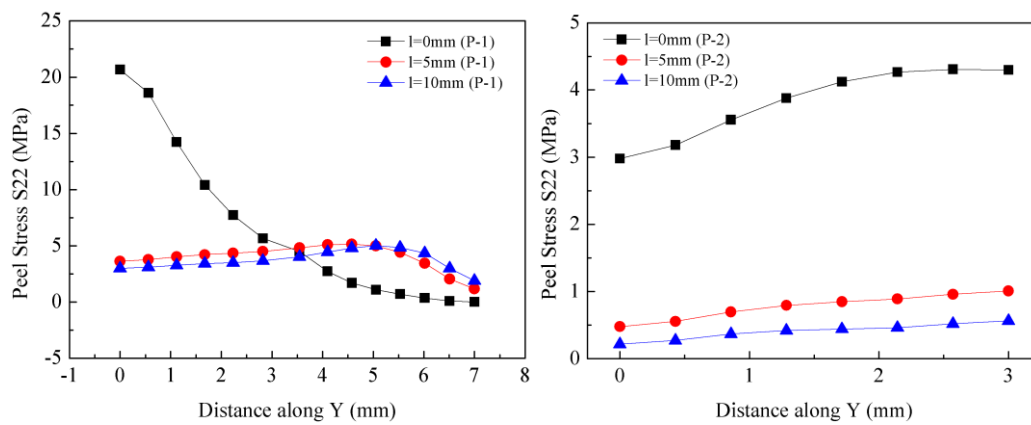 25
20
15
10
5
0
-5
Peel Stress S22 (MPa)
l=0mm (P-1)
l=5mm (P-1)
l=10mm (P-1)
-1 0 1 2 3 4 5 6 7 8
Distance along Y (mm)
5
4
3
2
1
0
Peel Stress S22 (MPa)
l=0mm (P-2)
l=5mm (P-2)
l=10mm (P-2)
0 1 2 3
Distance along Y (mm)